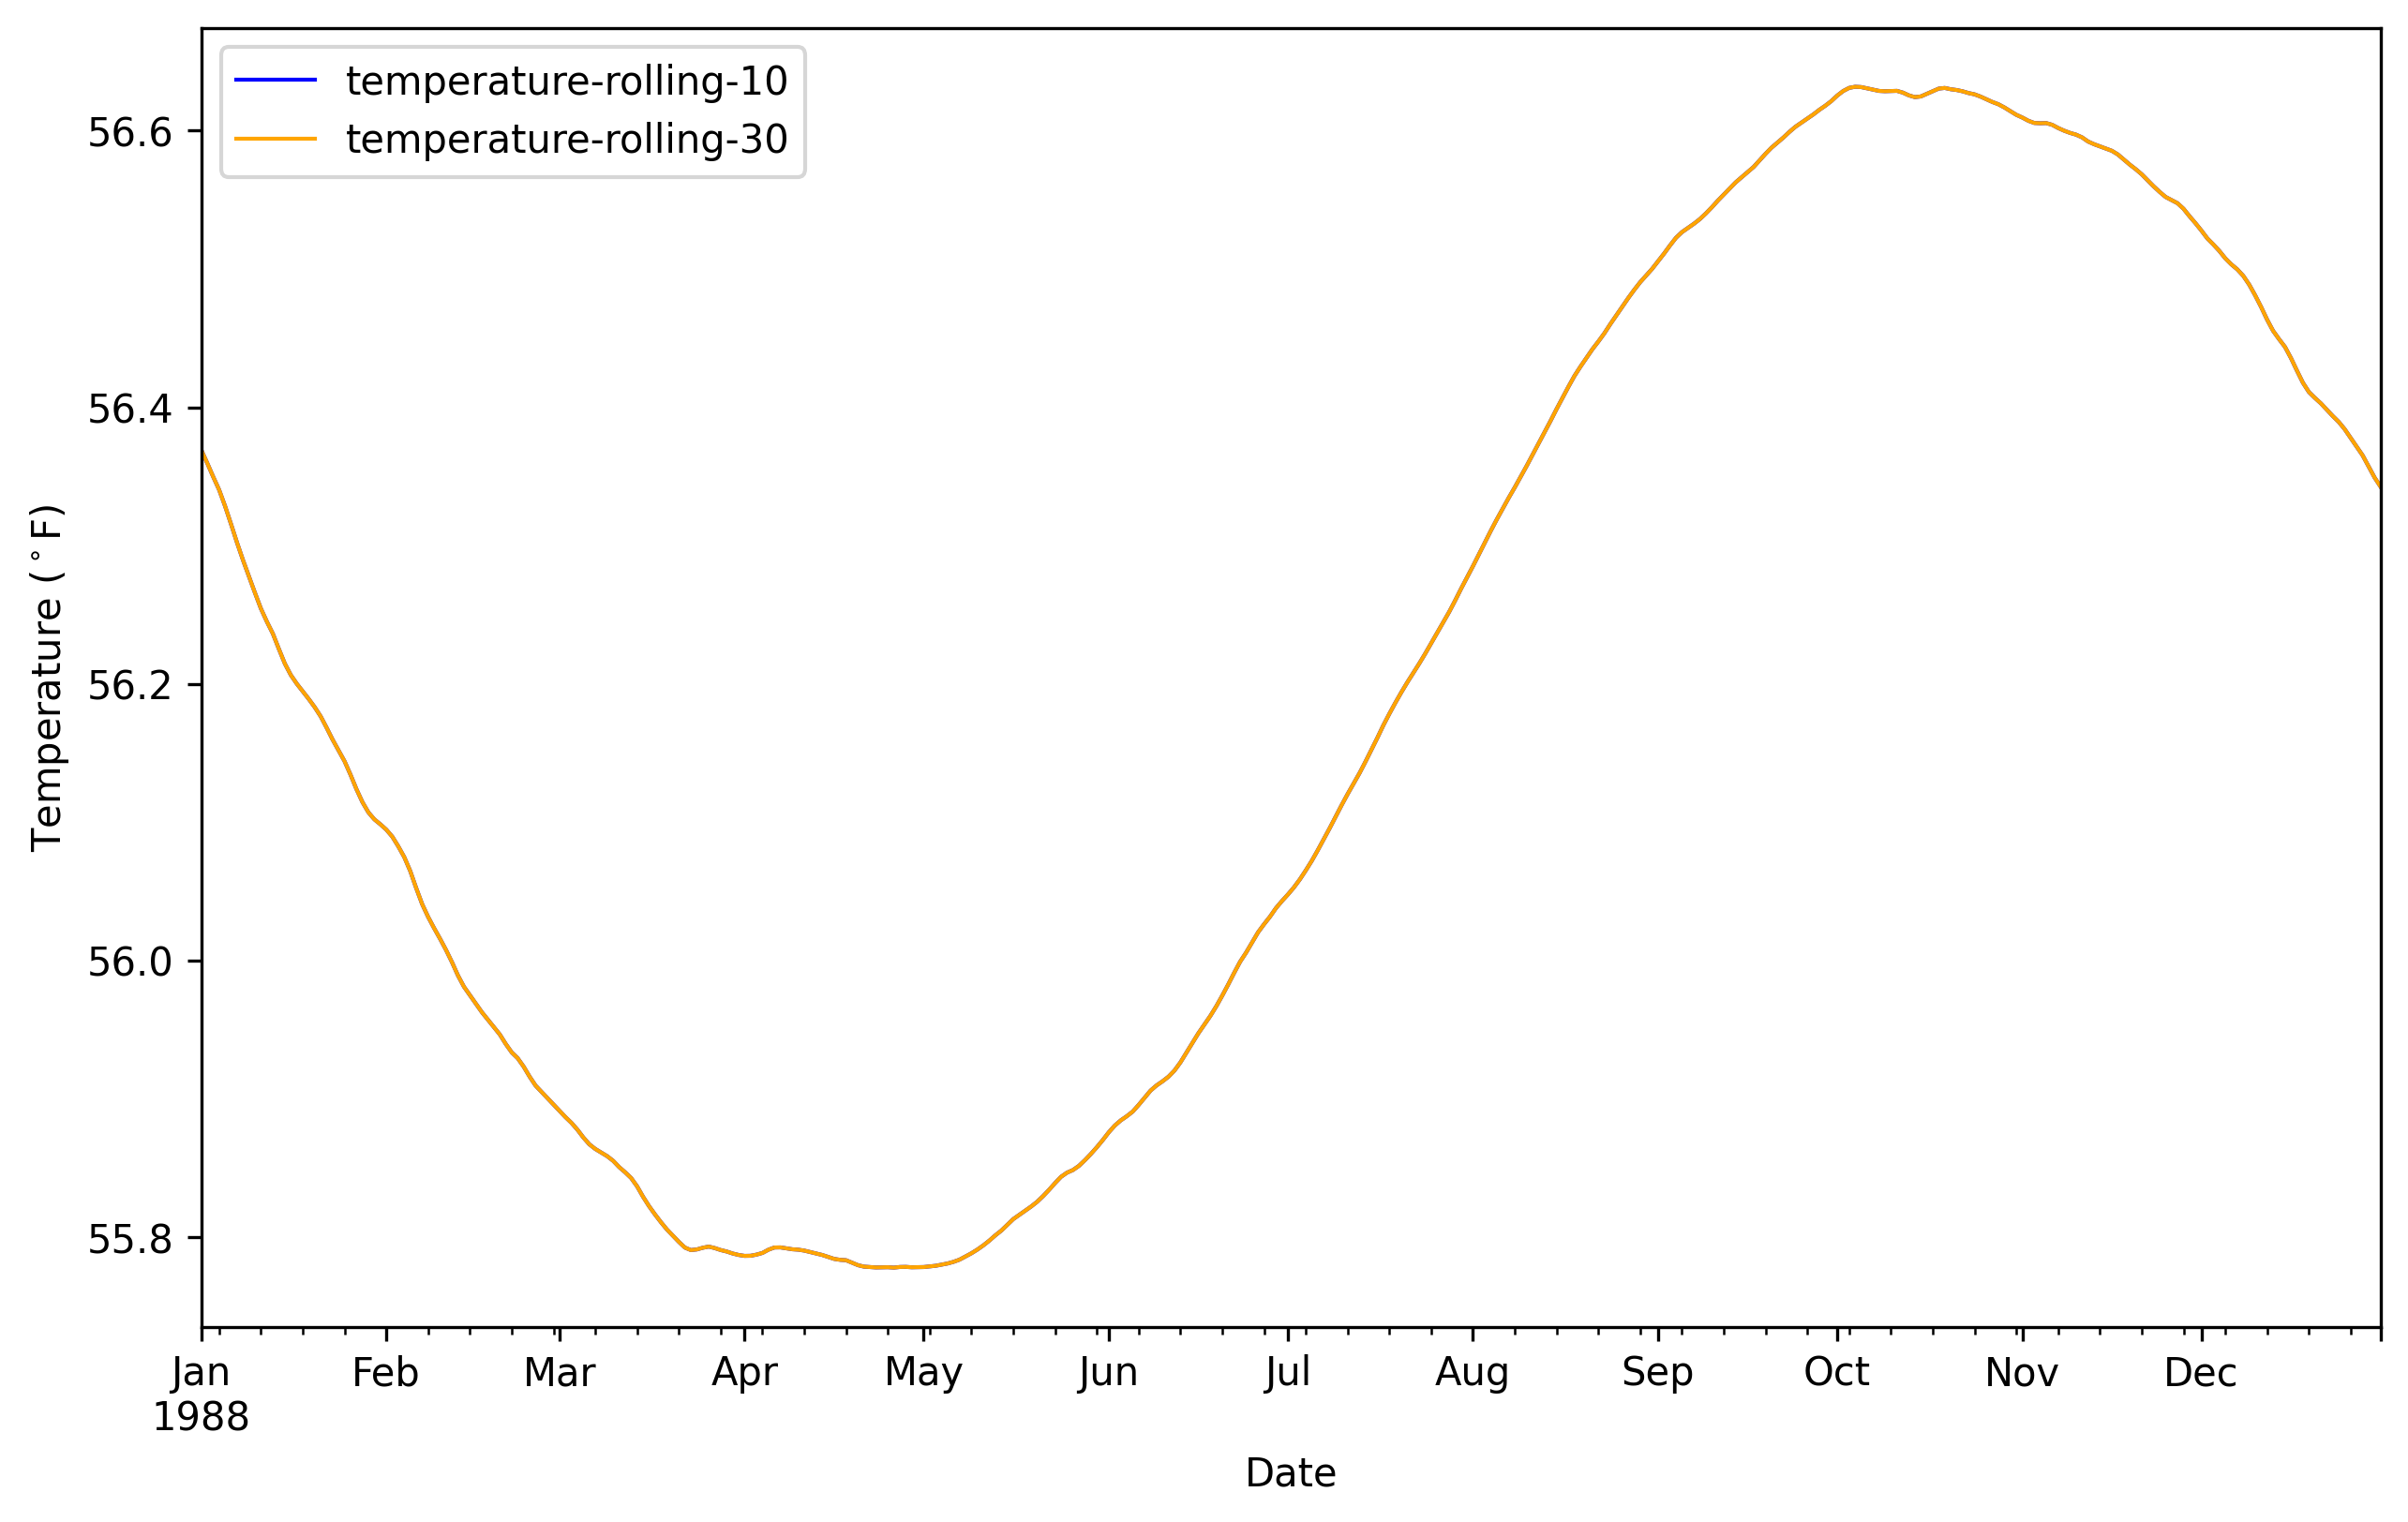 temperature-rolling-10
temperature-rolling-30
56.6
56.4
56.2
56.0
55.8
Temperature (°F)
Jan Feb Mar Apr May Jun Jul Aug Sep Oct Nov Dec
1988
Date